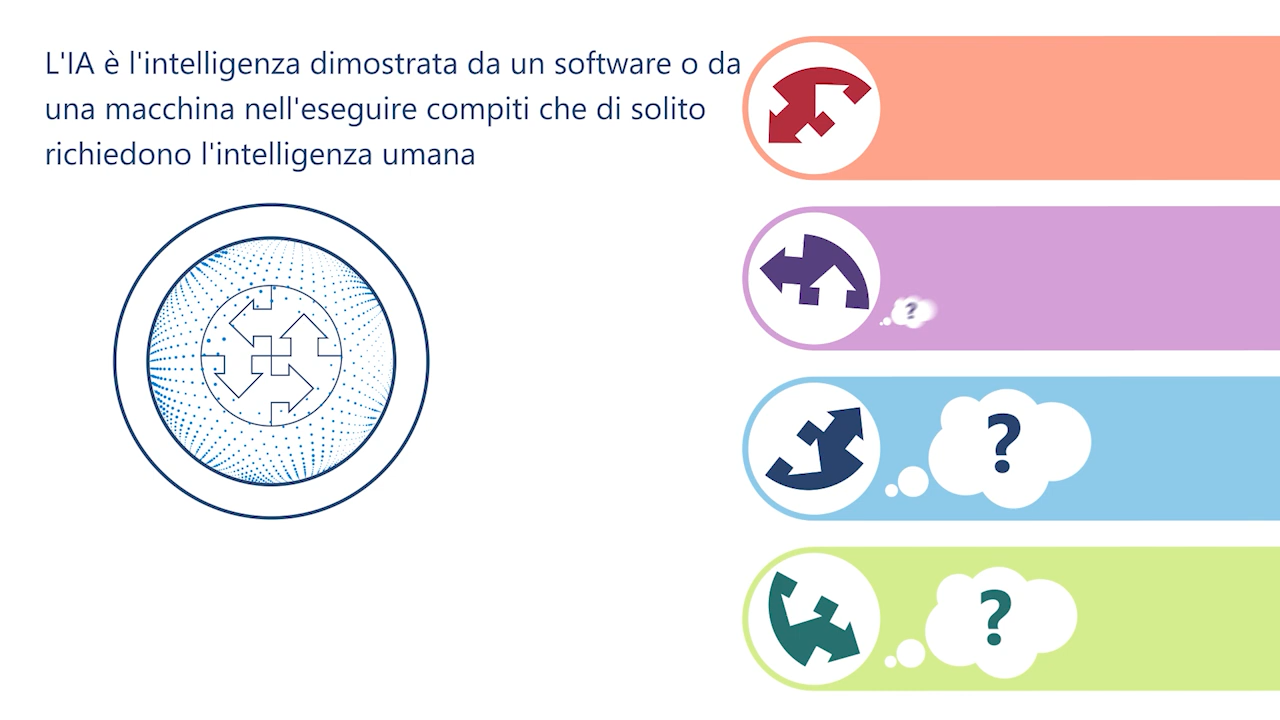 L'IA è l'intelligenza dimostrata da un software o da
una macchina nell'eseguire compiti che di solito
richiedono l'intelligenza umana
?
?
?